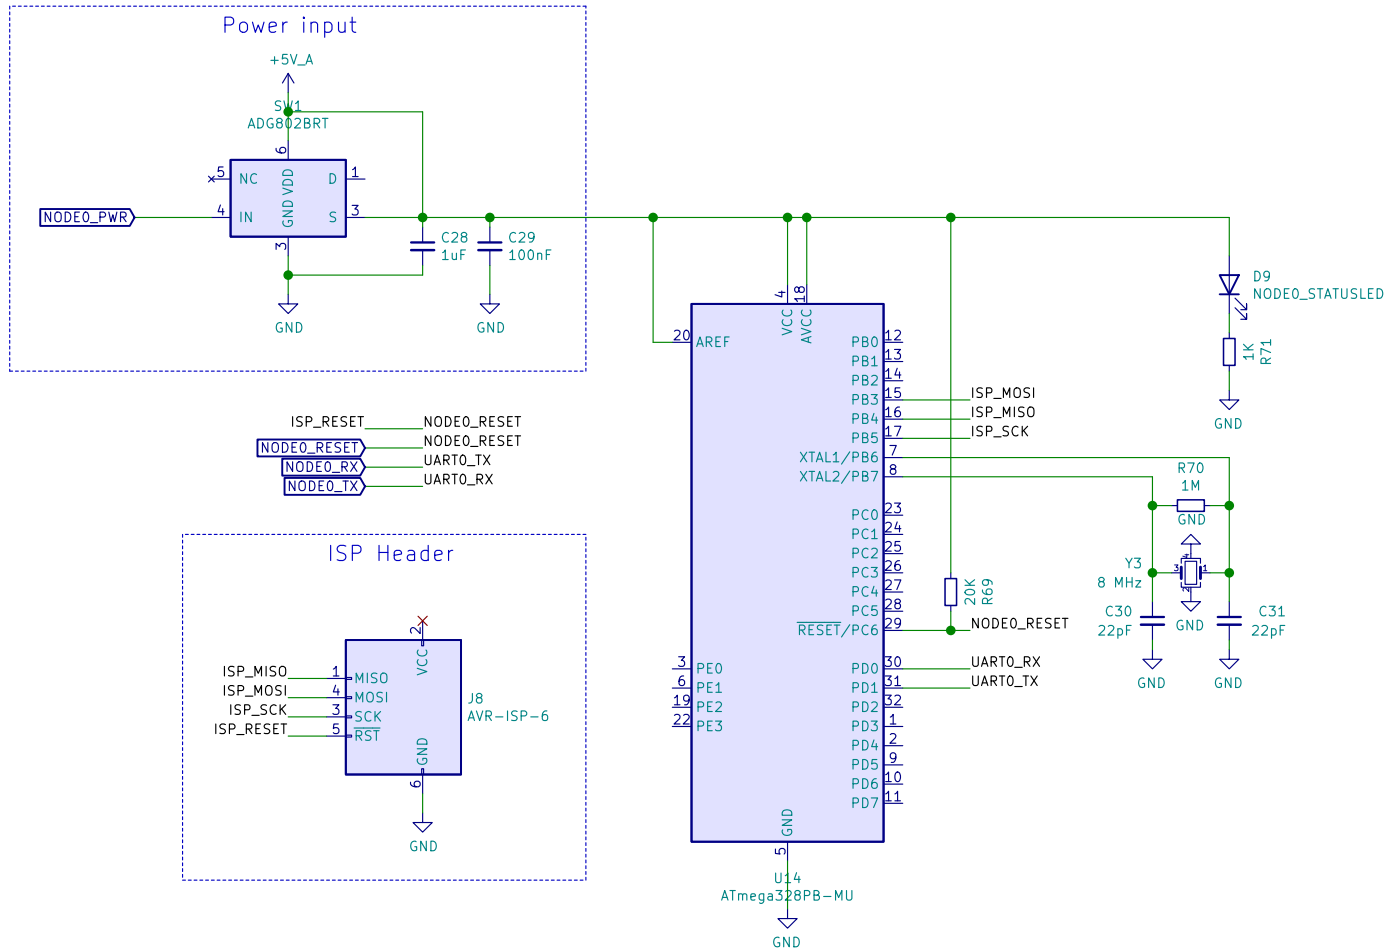 Power input
+5V_A
SW1
ADG802BRT
6
5
NC
VDD
D
1
NODE0_PWR
4
IN
GND
S
3
3
GND
C28
1uF
C29
100nF
GND
D9
NODE0_STATUSLED
1K
R71
GND
ISP_RESET
NODE0_RESET
NODE0_RESET
NODE0_RESET
NODE0_RX
UART0_TX
NODE0_TX
UART0_RX
ISP Header
2
VCC
ISP_MISO
1
MISO
ISP_MOSI
4
MOSI
ISP_SCK
3
SCK
ISP_RESET
5
RST
GND
6
GND
J8
AVR-ISP-6
4
VCC
18
AVCC
20
AREF
PB0
12
PB1
13
PB2
14
PB3
15
ISP_MOSI
PB4
16
ISP_MISO
PB5
17
ISP_SCK
XTAL1/PB6
7
XTAL2/PB7
8
PC0
23
PC1
24
PC2
25
PC3
26
PC4
27
PC5
28
RESET/PC6
29
NODE0_RESET
20K
R69
3
PE0
6
PE1
19
PE2
22
PE3
PD0
30
UART0_RX
PD1
31
UART0_TX
PD2
32
PD3
1
PD4
2
PD5
9
PD6
10
PD7
11
GND
5
U14
ATmega328PB-MU
GND
R70
1M
GND
Y3
8 MHz
4
3
1
2
GND
C30
22pF
GND
C31
22pF
GND